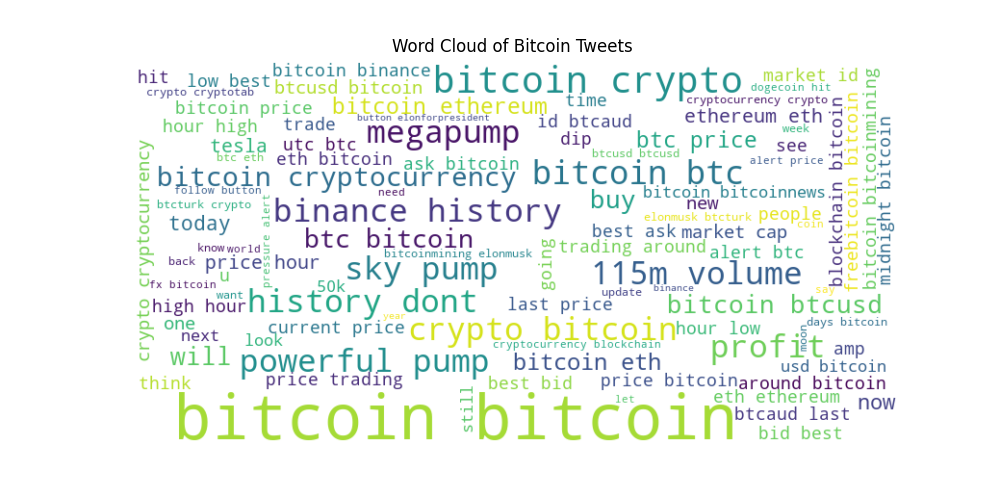 Word Cloud of Bitcoin Tweets
hit
low best
bitcoin binance
bitcoin crypto
market id
crypto cryptotab
btcusd bitcoin
dogecoin hit
bitcoin price
bitcoin ethereum
time
cryptocurrency crypto
hour high
trade
button elonforpresident
megapump
id btcaud
ethereum eth
tesla
utc btc
dip
btc price
week
see
btc eth
eth bitcoin
ask bitcoin
btcusd btcusd
alert price
bitcoin cryptocurrency
bitcoin btc
follow button
need
buy
bitcoin bitcoinnews
btcturk crypto
binance history
new
today
elonmusk btcturk
people
coin
btc bitcoin
best ask
market cap
know
world
bitcoinmining elonmusk
going
trading around
alert btc
back
price hour
sky pump
115m volume
u
fx bitcoin
50k
update
binance
say
want
high hour
history dont
last price
bitcoin btcusd
one
year
current price
crypto bitcoin
hour low
days bitcoin
next
look
cryptocurrency blockchain
profit
moon
amp
will
powerful pump
bitcoin eth
usd bitcoin
think
price trading
best bid
price bitcoin
around bitcoin
bitcoin bitcoin
still
let
eth ethereum
now
btcaud last
bid best
crypto cryptocurrency
pressure alert
blockchain bitcoin
freebitcoin bitcoin
bitcoin bitcoinmining
midnight bitcoin